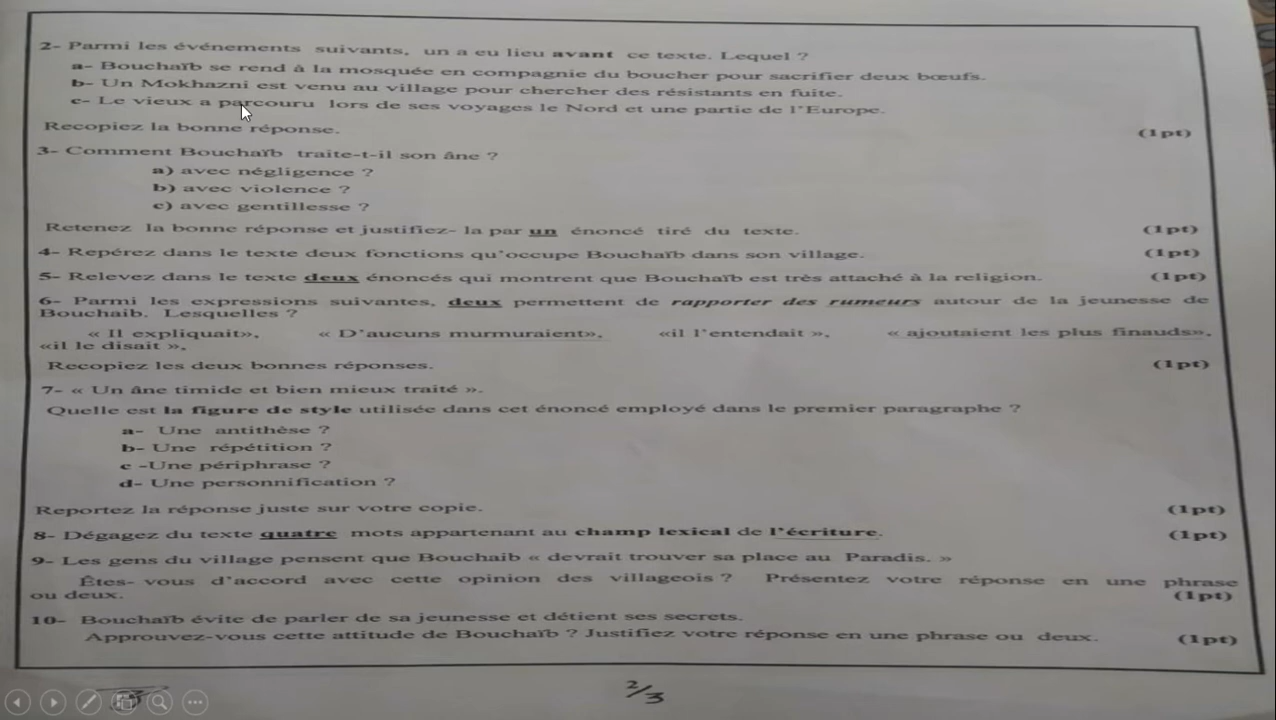 2- Parmi les événements suivants, un a eu lieu avant ce texte. Lequel ?
a- Bouchaïb se rend à la mosquée en compagnie du boucher pour sacrifier deux bœufs.
b- Un Mokhazni est venu au village pour chercher des résistants en fuite.
c- Le vieux a parcouru lors de ses voyages le Nord et une partie de l'Europe.
Recopiez la bonne réponse. (1pt)
3- Comment Bouchaïb traite-t-il son âne ?
a) avec négligence ?
b) avec violence ?
c) avec gentillesse ?
Retenez la bonne réponse et justifiez- la par un énoncé tiré du texte. (1pt)
4- Repérez dans le texte deux fonctions qu'occupe Bouchaïb dans son village. (1pt)
5- Relevez dans le texte deux énoncés qui montrent que Bouchaïb est très attaché à la religion. (1pt)
6- Parmi les expressions suivantes, deux permettent de rapporter des rumeurs autour de la jeunesse de
Bouchaib. Lesquelles ?
« Il expliquait», « D'aucuns murmuraient», «il l'entendait », « ajoutaient les plus finauds»,
«il le disait »,
Recopiez les deux bonnes réponses. (1pt)
7- « Un âne timide et bien mieux traité ».
Quelle est la figure de style utilisée dans cet énoncé employé dans le premier paragraphe ?
a- Une antithèse ?
b- Une répétition ?
c -Une périphrase ?
d- Une personnification ?
Reportez la réponse juste sur votre copie. (1pt)
8- Dégagez du texte quatre mots appartenant au champ lexical de l'écriture. (1pt)
9- Les gens du village pensent que Bouchaib « devrait trouver sa place au Paradis. »
Êtes- vous d'accord avec cette opinion des villageois ? Présentez votre réponse en une phrase
ou deux. (1pt)
10- Bouchaïb évite de parler de sa jeunesse et détient ses secrets.
Approuvez-vous cette attitude de Bouchaïb ? Justifiez votre réponse en une phrase ou deux. (1pt)
2/3